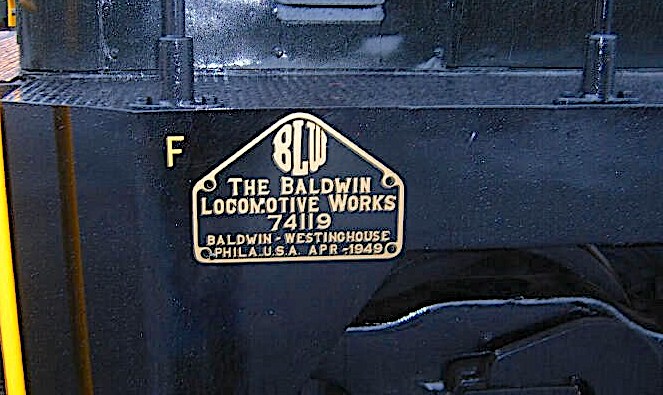 F
BLW
THE BALDWIN
LOCOMOTIVE WORKS
74119
BALDWIN-WESTINGHOUSE
PHILA.U.S.A. APR-1949